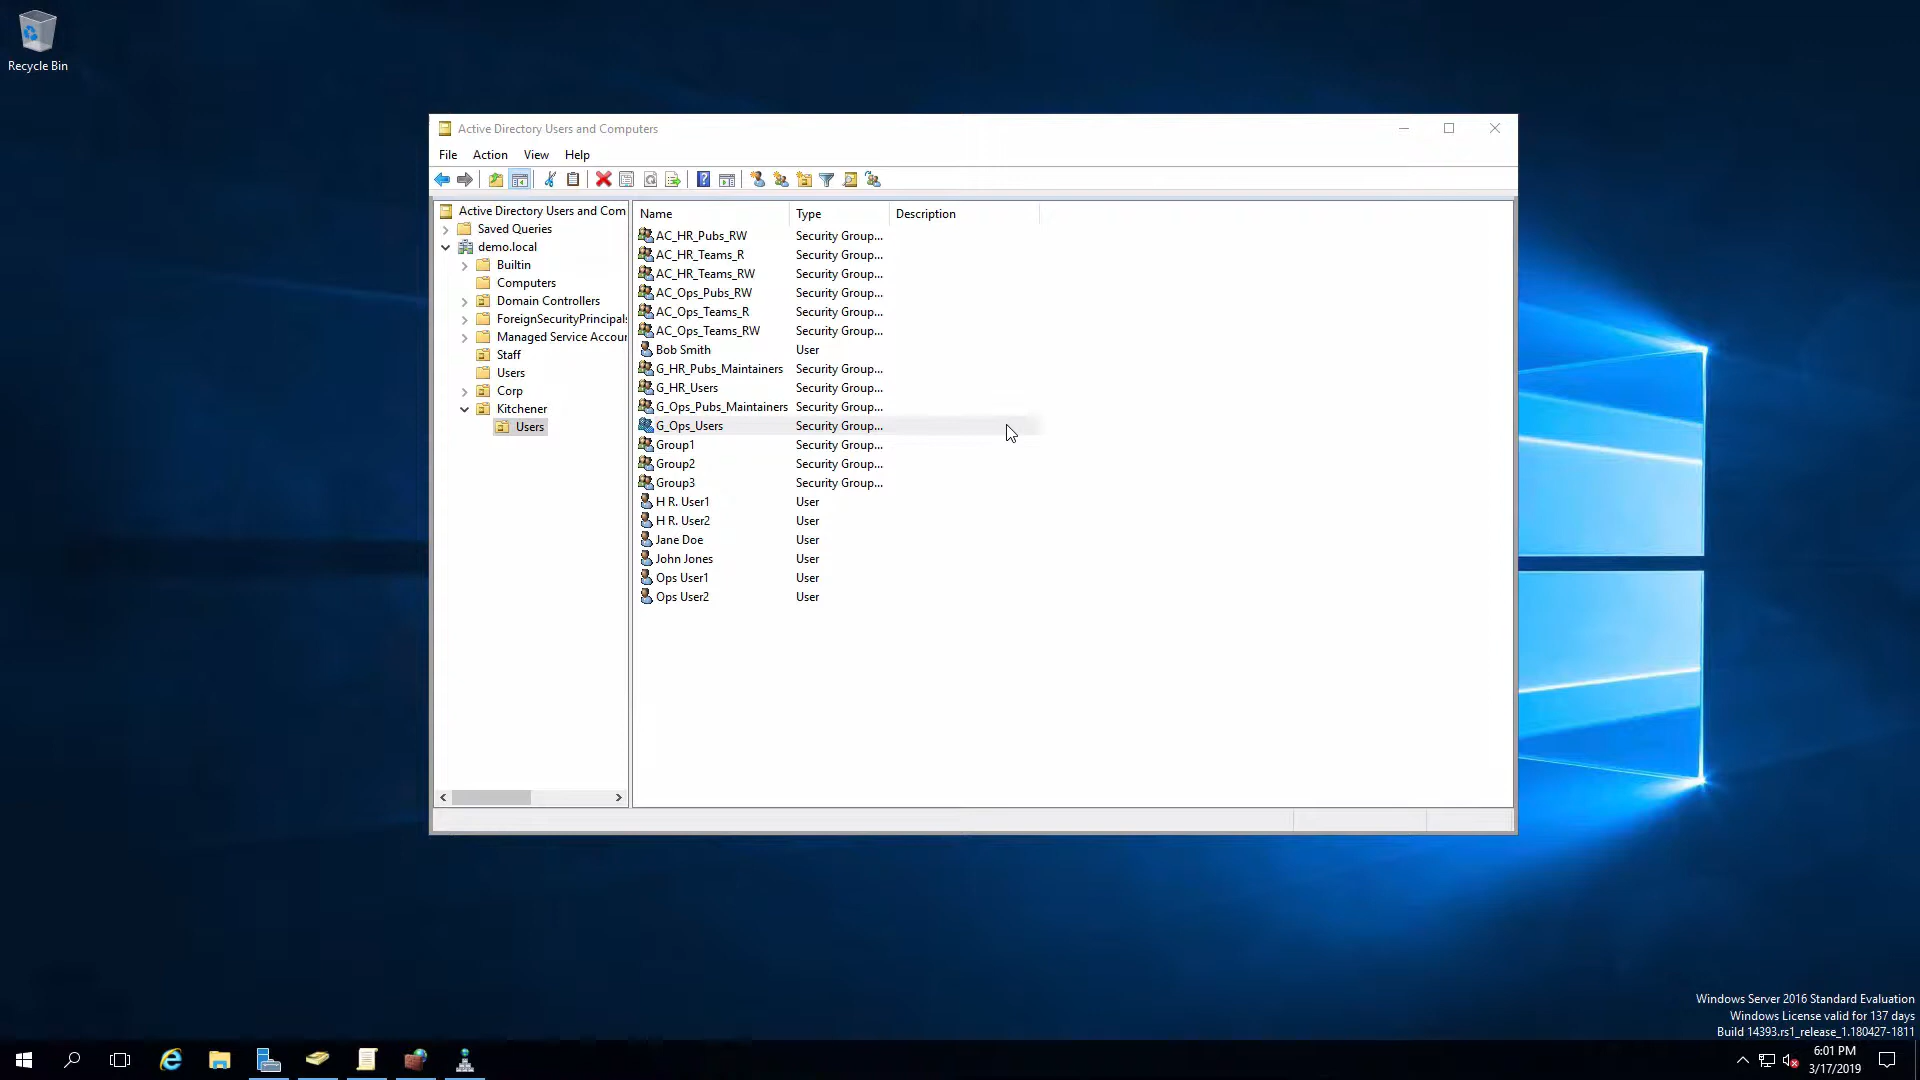 Recycle Bin
Active Directory Users and Computers
File Action View Help
Active Directory Users and Com
Saved Queries
demo.local
Builtin
Computers
Domain Controllers
ForeignSecurityPrincipals
Managed Service Accoun
Staff
Users
Corp
Kitchener
Users
Name Type Description
AC_HR_Pubs_RW Security Group...
AC_HR_Teams_R Security Group...
AC_HR_Teams_RW Security Group...
AC_Ops_Pubs_RW Security Group...
AC_Ops_Teams_R Security Group...
AC_Ops_Teams_RW Security Group...
Bob Smith User
G_HR_Pubs_Maintainers Security Group...
G_HR_Users Security Group...
G_Ops_Pubs_Maintainers Security Group...
G_Ops_Users Security Group...
Group1 Security Group...
Group2 Security Group...
Group3 Security Group...
H R. User1 User
H R. User2 User
Jane Doe User
John Jones User
Ops User1 User
Ops User2 User
Windows Server 2016 Standard Evaluation
Windows License valid for 137 days
Build 14393.rs1_release_1.180427-1811
6:01 PM
3/17/2019